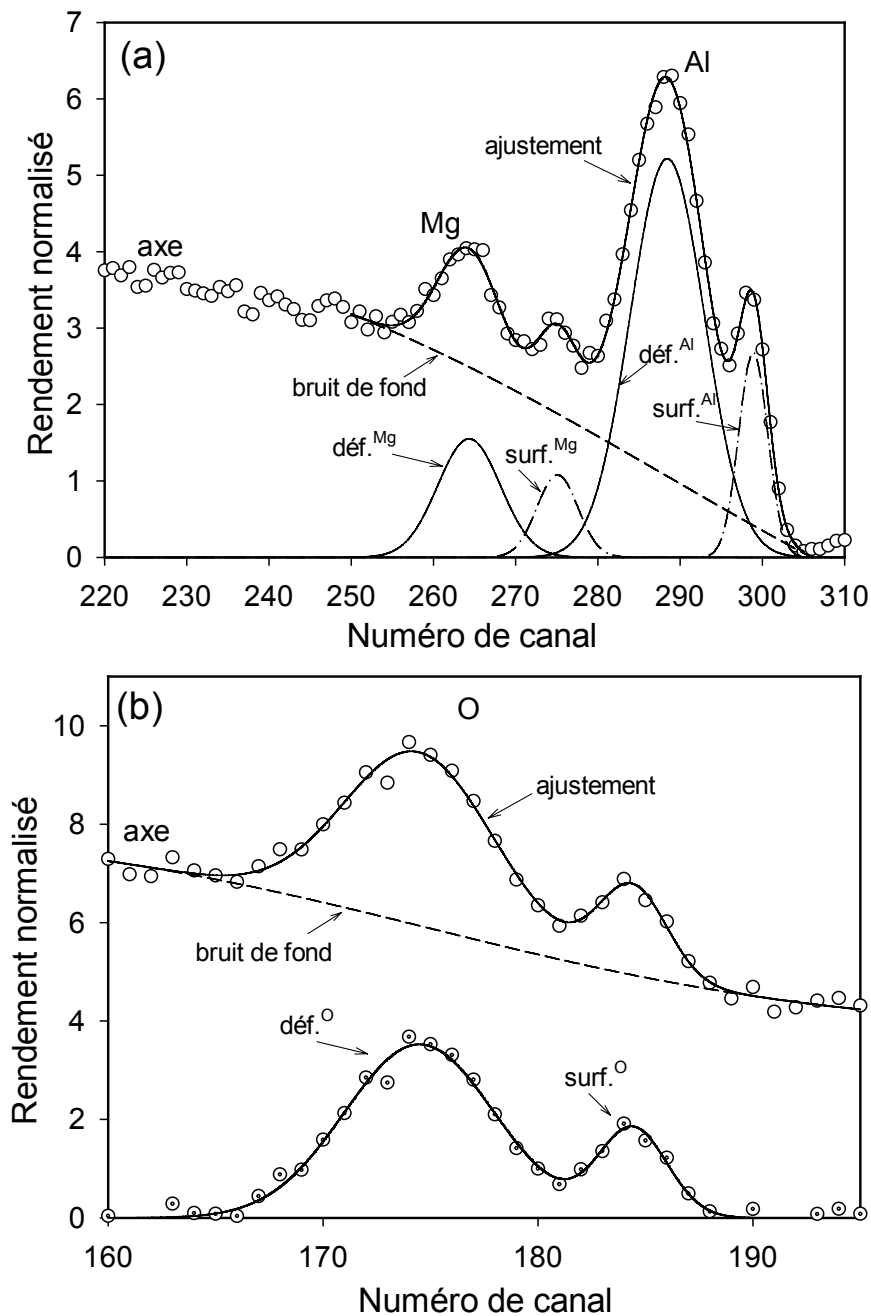 (a)
Al
ajustement
Mg
axe
bruit de fond
déf.Al
surf.Al
déf.Mg
surf.Mg
Rendement normalisé
7
6
5
4
3
2
1
0
220 230 240 250 260 270 280 290 300 310
Numéro de canal
(b)
O
ajustement
axe
bruit de fond
déf.O
surf.O
Rendement normalisé
10
8
6
4
2
0
160 170 180 190
Numéro de canal